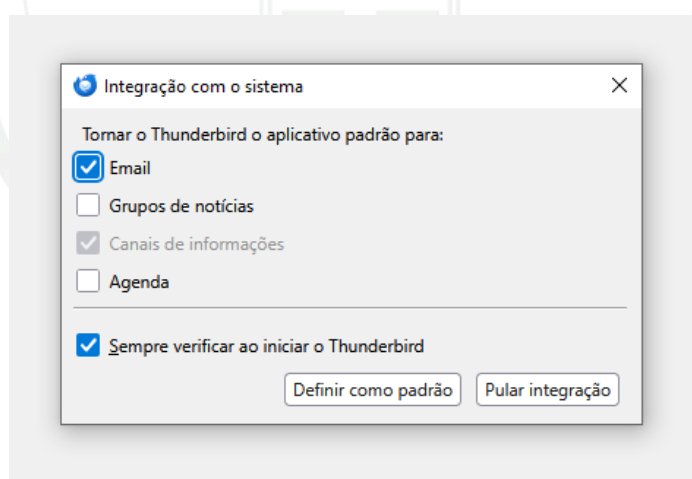 Integração com o sistema
Tornar o Thunderbird o aplicativo padrão para:
Email
Grupos de notícias
Canais de informações
Agenda
Sempre verificar ao iniciar o Thunderbird
Definir como padrão Pular integração